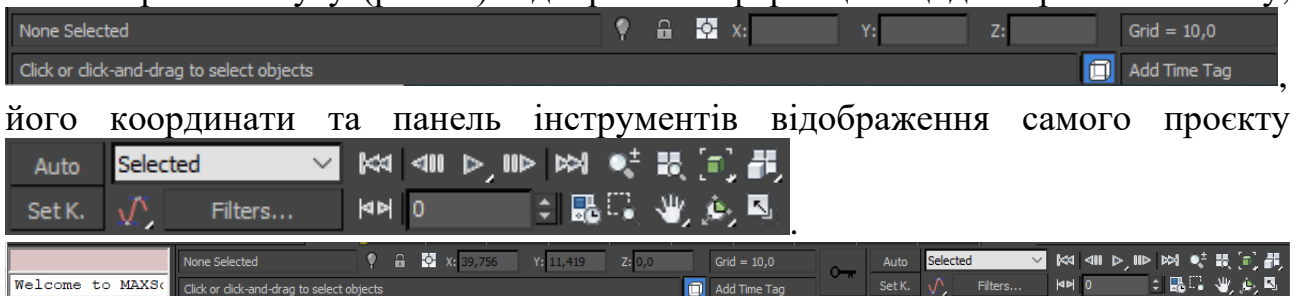 None Selected X: Y: Z: Grid = 10,0
Click or click-and-drag to select objects Add Time Tag ,
його координати та панель інструментів відображення самого проєкту
Auto Selected
Set K. Filters... 0 .
None Selected X: 39,756 Y: 11,419 Z: 0,0 Grid = 10,0 Auto Selected
Welcome to MAXSc Click or click-and-drag to select objects Add Time Tag Set K. Filters... 0